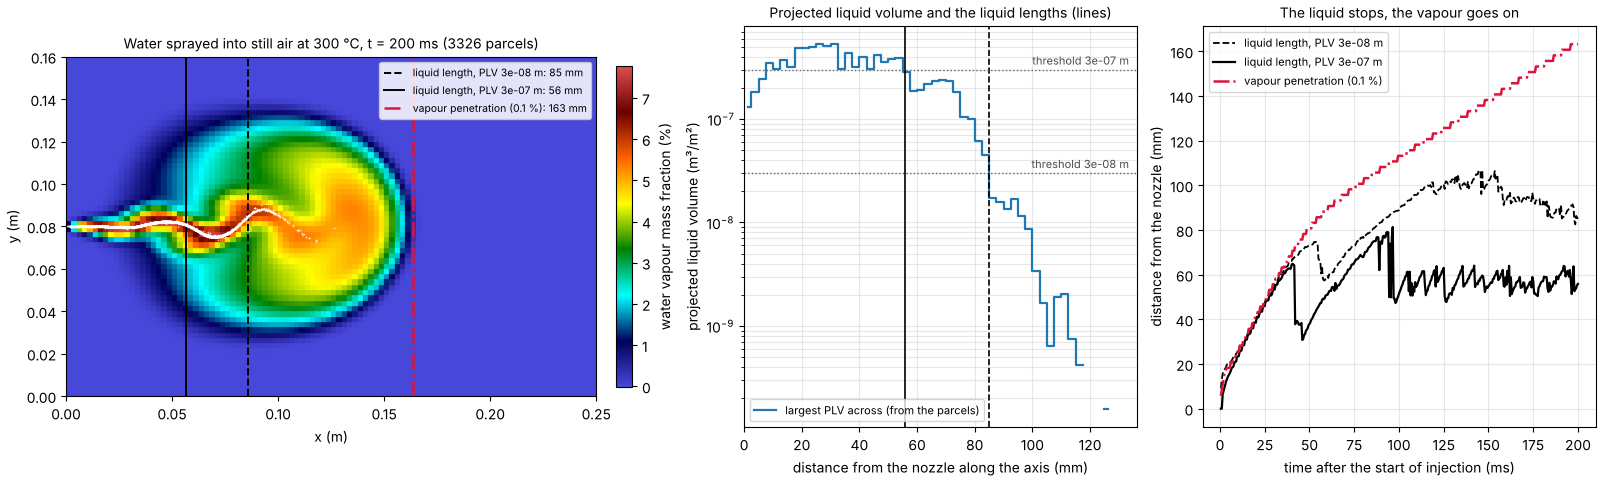 Water sprayed into still air at 300 °C, t = 200 ms (3326 parcels)
liquid length, PLV 3e-08 m: 85 mm
liquid length, PLV 3e-07 m: 56 mm
vapour penetration (0.1 %): 163 mm
0.16
0.14
0.12
0.10
0.08
0.06
0.04
0.02
0.00
y (m)
0.00
0.05
0.10
0.15
0.20
0.25
x (m)
7
6
5
4
3
2
1
0
water vapour mass fraction (%)
Projected liquid volume and the liquid lengths (lines)
threshold 3e-07 m
threshold 3e-08 m
10⁻⁷
10⁻⁸
10⁻⁹
projected liquid volume (m³/m²)
largest PLV across (from the parcels)
0
20
40
60
80
100
120
distance from the nozzle along the axis (mm)
The liquid stops, the vapour goes on
liquid length, PLV 3e-08 m
liquid length, PLV 3e-07 m
vapour penetration (0.1 %)
160
140
120
100
80
60
40
20
0
distance from the nozzle (mm)
0
25
50
75
100
125
150
175
200
time after the start of injection (ms)